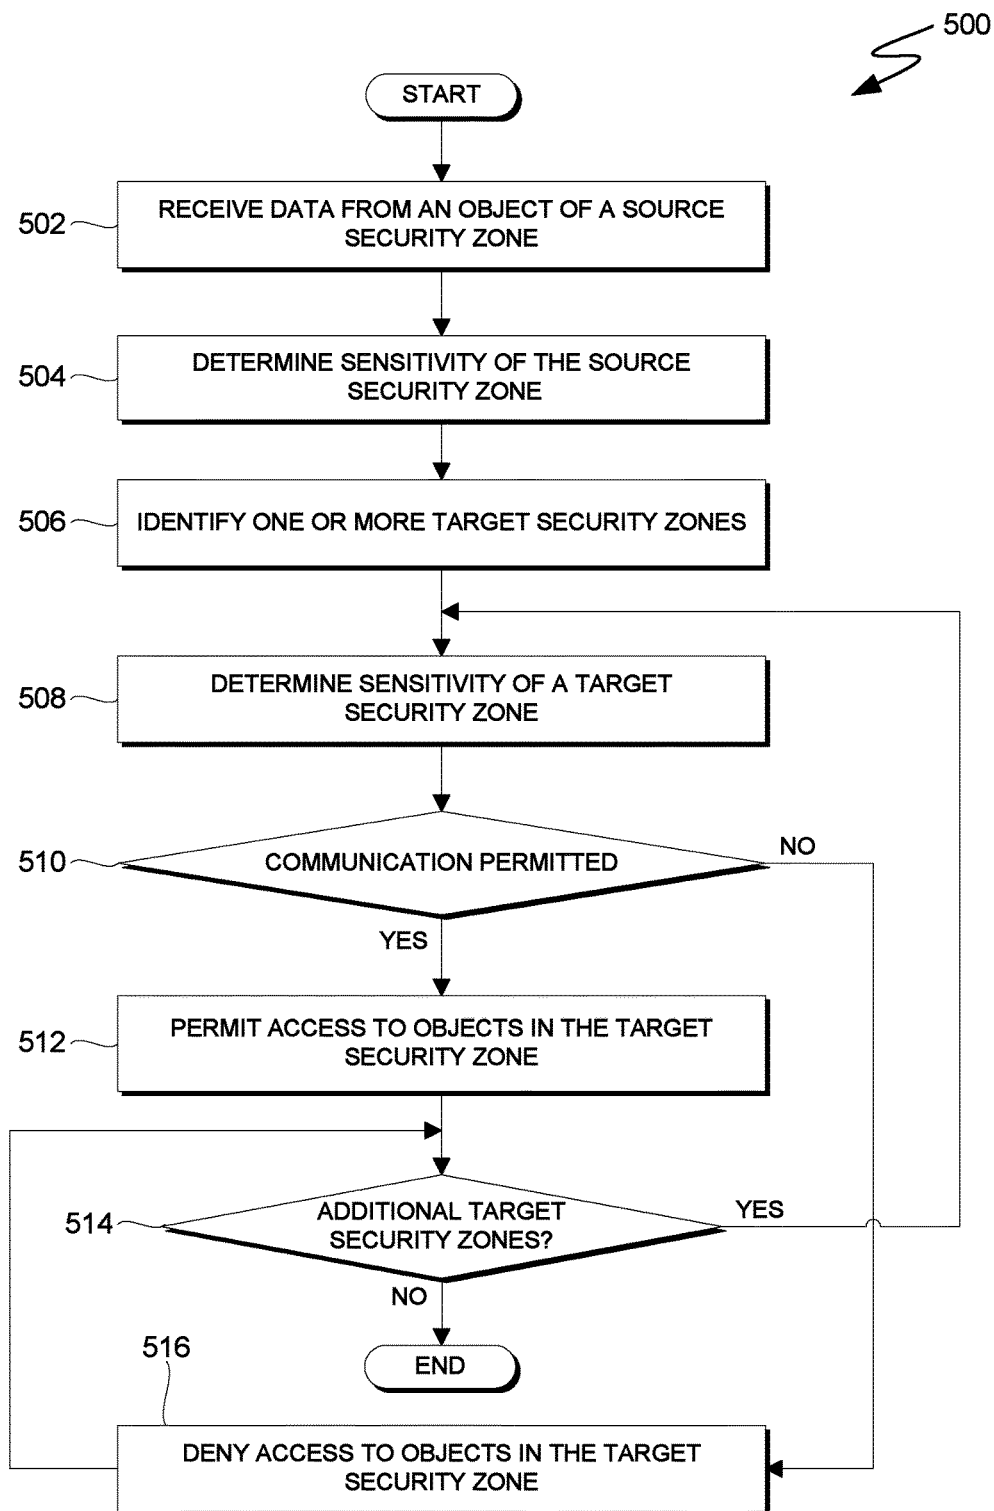 500
START
502
RECEIVE DATA FROM AN OBJECT OF A SOURCE
SECURITY ZONE
504
DETERMINE SENSITIVITY OF THE SOURCE
SECURITY ZONE
506
IDENTIFY ONE OR MORE TARGET SECURITY ZONES
508
DETERMINE SENSITIVITY OF A TARGET
SECURITY ZONE
510
COMMUNICATION PERMITTED
NO
YES
512
PERMIT ACCESS TO OBJECTS IN THE TARGET
SECURITY ZONE
514
ADDITIONAL TARGET
SECURITY ZONES?
YES
NO
END
516
DENY ACCESS TO OBJECTS IN THE TARGET
SECURITY ZONE